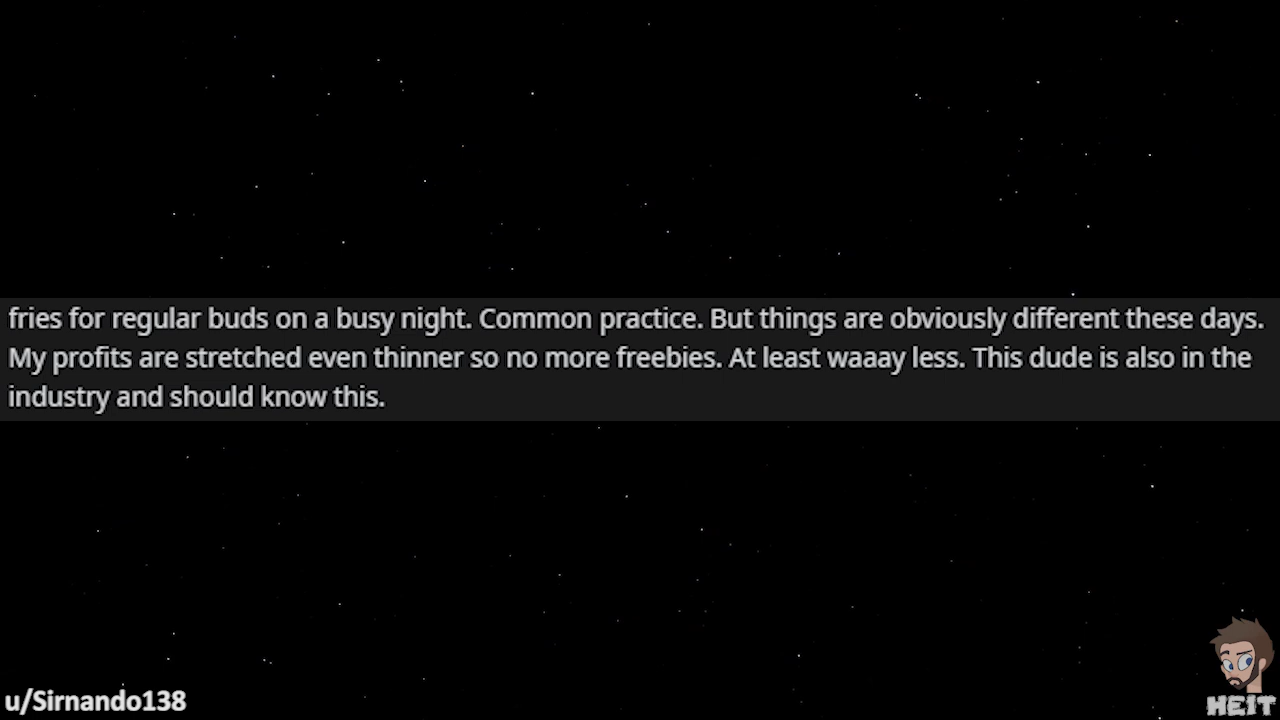 fries for regular buds on a busy night. Common practice. But things are obviously different these days.
My profits are stretched even thinner so no more freebies. At least waaay less. This dude is also in the
industry and should know this.
u/Sirnando138
HEIT